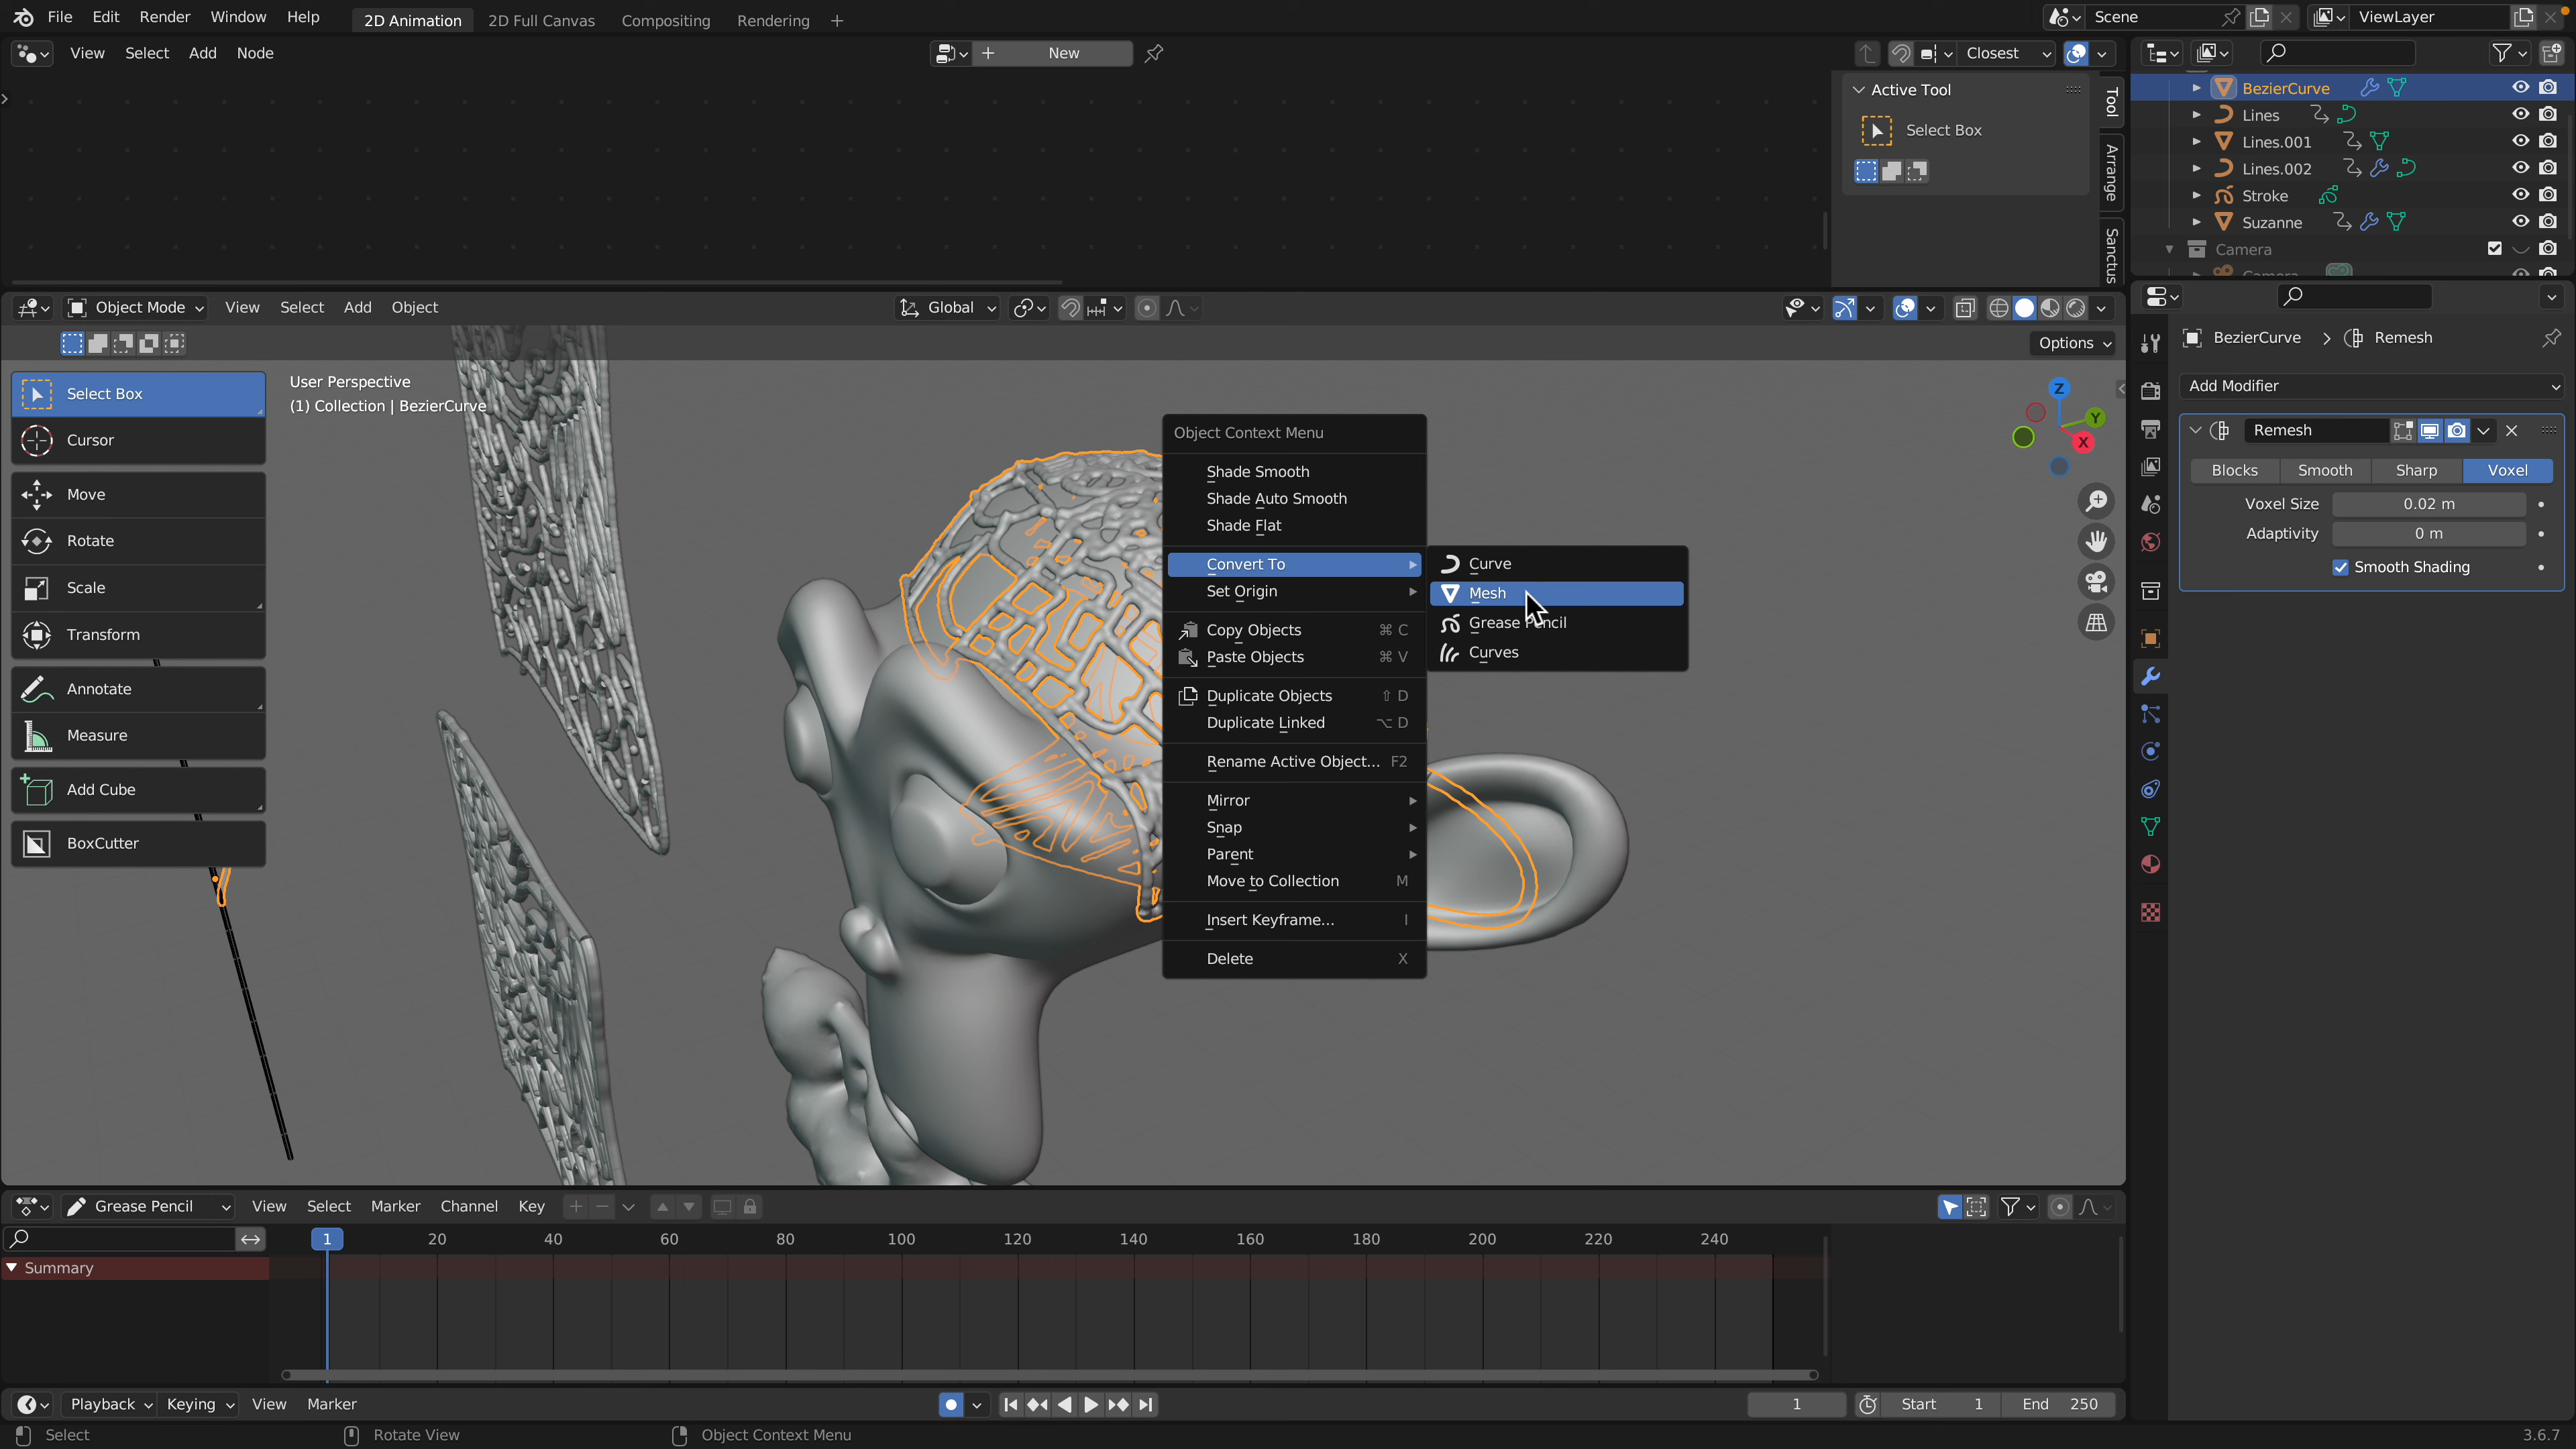 File Edit Render Window Help 2D Animation 2D Full Canvas Compositing Rendering + Scene ViewLayer
View Select Add Node + New Closest
Active Tool
Select Box
Tool
Arrange
Sanctus
BezierCurve
Lines
Lines.001
Lines.002
Stroke
Suzanne
Camera
Camera
Object Mode View Select Add Object Global
Options
User Perspective
(1) Collection | BezierCurve
Select Box
Cursor
Move
Rotate
Scale
Transform
Annotate
Measure
Add Cube
BoxCutter
Z
Y
X
Object Context Menu
Shade Smooth
Shade Auto Smooth
Shade Flat
Convert To
Set Origin
Copy Objects ⌘ C
Paste Objects ⌘ V
Duplicate Objects ⇧ D
Duplicate Linked ⌥ D
Rename Active Object... F2
Mirror
Snap
Parent
Move to Collection M
Insert Keyframe... I
Delete X
Curve
Mesh
Grease Pencil
Curves
BezierCurve > Remesh
Add Modifier
Remesh
Blocks Smooth Sharp Voxel
Voxel Size 0.02 m
Adaptivity 0 m
Smooth Shading
Grease Pencil View Select Marker Channel Key
1 20 40 60 80 100 120 140 160 180 200 220 240
Summary
Playback Keying View Marker 1 Start 1 End 250
Select Rotate View Object Context Menu 3.6.7